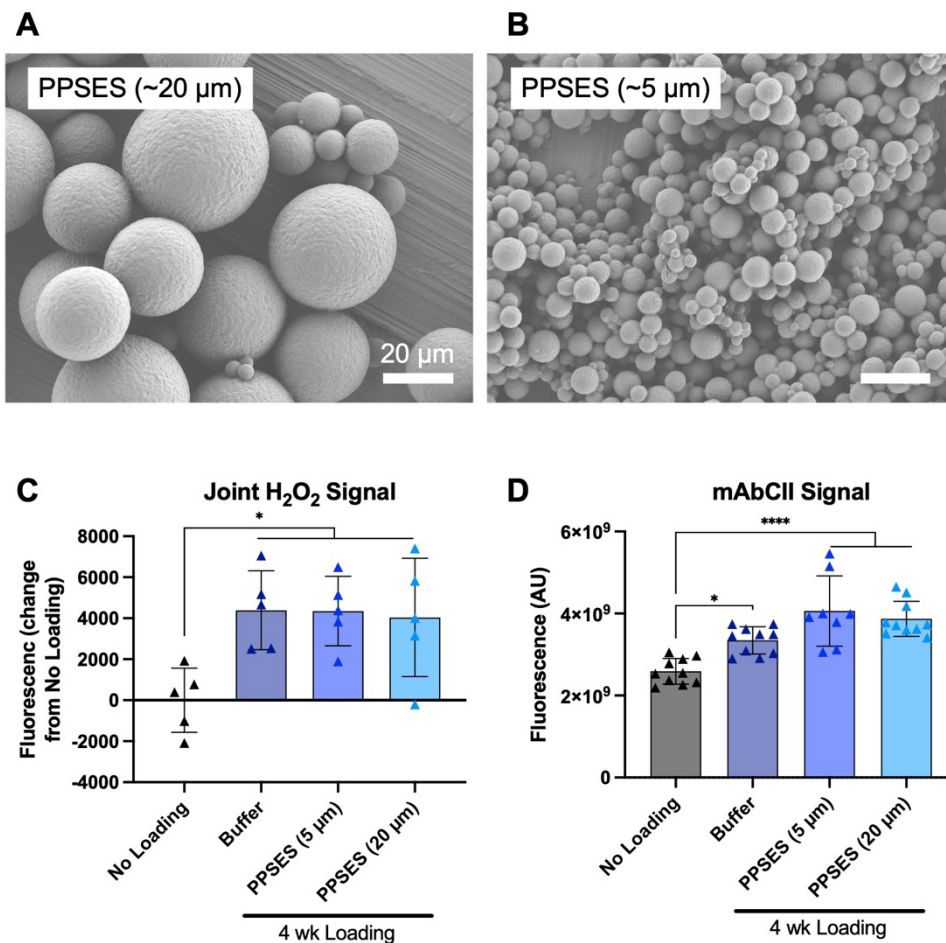 A
B
PPSES (~20 µm)
PPSES (~5 µm)
20 µm
C
Joint H₂O₂ Signal
Fluorescenc (change
from No Loading)
*
8000
6000
4000
2000
0
-2000
-4000
No Loading
Buffer
PPSES (5 µm)
PPSES (20 µm)
4 wk Loading
D
mAbCII Signal
Fluorescence (AU)
****
*
6×10⁹
4×10⁹
2×10⁹
0
No Loading
Buffer
PPSES (5 µm)
PPSES (20 µm)
4 wk Loading